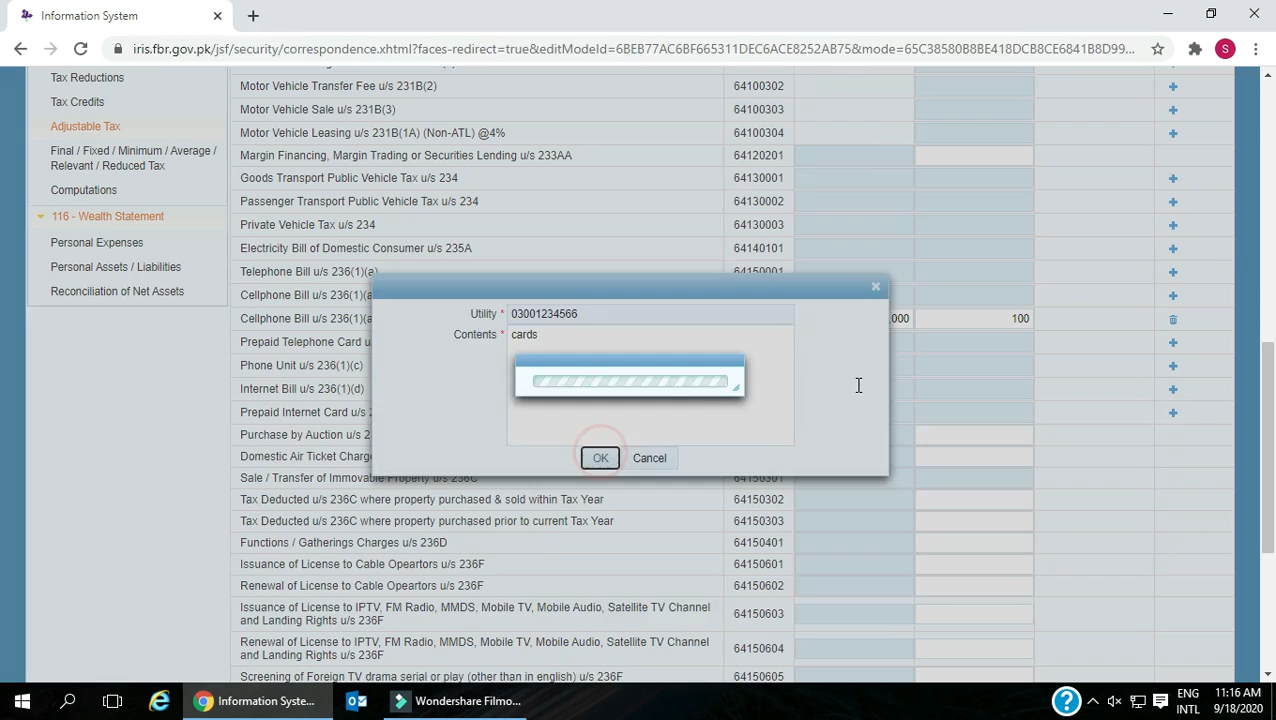 Information System
iris.fbr.gov.pk/jsf/security/correspondence.xhtml?faces-redirect=true&editModeId=6BEB77AC6BF665311DEC6ACE8252AB75&mode=65C38580B8BE418DCB8CE6841B8D99...
S
Tax Reductions
Tax Credits
Adjustable Tax
Final / Fixed / Minimum / Average /
Relevant / Reduced Tax
Computations
116 - Wealth Statement
Personal Expenses
Personal Assets / Liabilities
Reconciliation of Net Assets
Motor Vehicle Transfer Fee u/s 231B(2) 64100302
Motor Vehicle Sale u/s 231B(3) 64100303
Motor Vehicle Leasing u/s 231B(1A) (Non-ATL) @4% 64100304
Margin Financing, Margin Trading or Securities Lending u/s 233AA 64120201
Goods Transport Public Vehicle Tax u/s 234 64130001
Passenger Transport Public Vehicle Tax u/s 234 64130002
Private Vehicle Tax u/s 234 64130003
Electricity Bill of Domestic Consumer u/s 235A 64140101
Telephone Bill u/s 236(1)(a) 64150001
Cellphone Bill u/s 236(1)(a
Cellphone Bill u/s 236(1)(a 000 100
Prepaid Telephone Card u
Phone Unit u/s 236(1)(c)
Internet Bill u/s 236(1)(d)
Prepaid Internet Card u/s
Purchase by Auction u/s
Domestic Air Ticket Charge
Sale / Transfer of Immovable Property u/s 236C 64150301
Tax Deducted u/s 236C where property purchased & sold within Tax Year 64150302
Tax Deducted u/s 236C where property purchased prior to current Tax Year 64150303
Functions / Gatherings Charges u/s 236D 64150401
Issuance of License to Cable Opeartors u/s 236F 64150601
Renewal of License to Cable Opeartors u/s 236F 64150602
Issuance of License to IPTV, FM Radio, MMDS, Mobile TV, Mobile Audio, Satellite TV Channel
and Landing Rights u/s 236F 64150603
Renewal of License to IPTV, FM Radio, MMDS, Mobile TV, Mobile Audio, Satellite TV Channel
and Landing Rights u/s 236F 64150604
Screening of Foreign TV drama serial or play (other than in english) u/s 236F 64150605
Utility * 03001234566
Contents * cards
OK Cancel
Information Syste...
Wondershare Filmo...
ENG
INTL
11:16 AM
9/18/2020